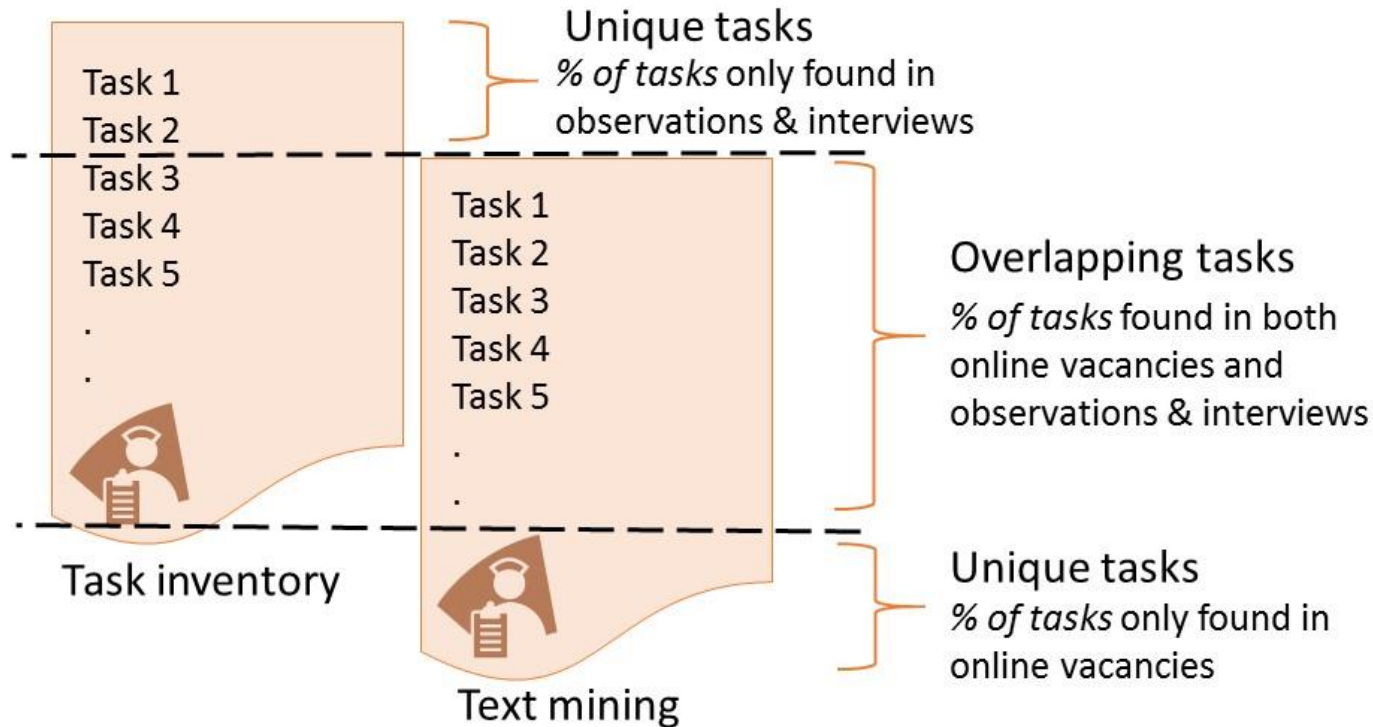 Unique tasks
% of tasks only found in
observations & interviews
Task 1
Task 2
Task 3
Task 4
Task 5
.
.
Task inventory
Task 1
Task 2
Task 3
Task 4
Task 5
.
.
Text mining
Overlapping tasks
% of tasks found in both
online vacancies and
observations & interviews
Unique tasks
% of tasks only found in
online vacancies